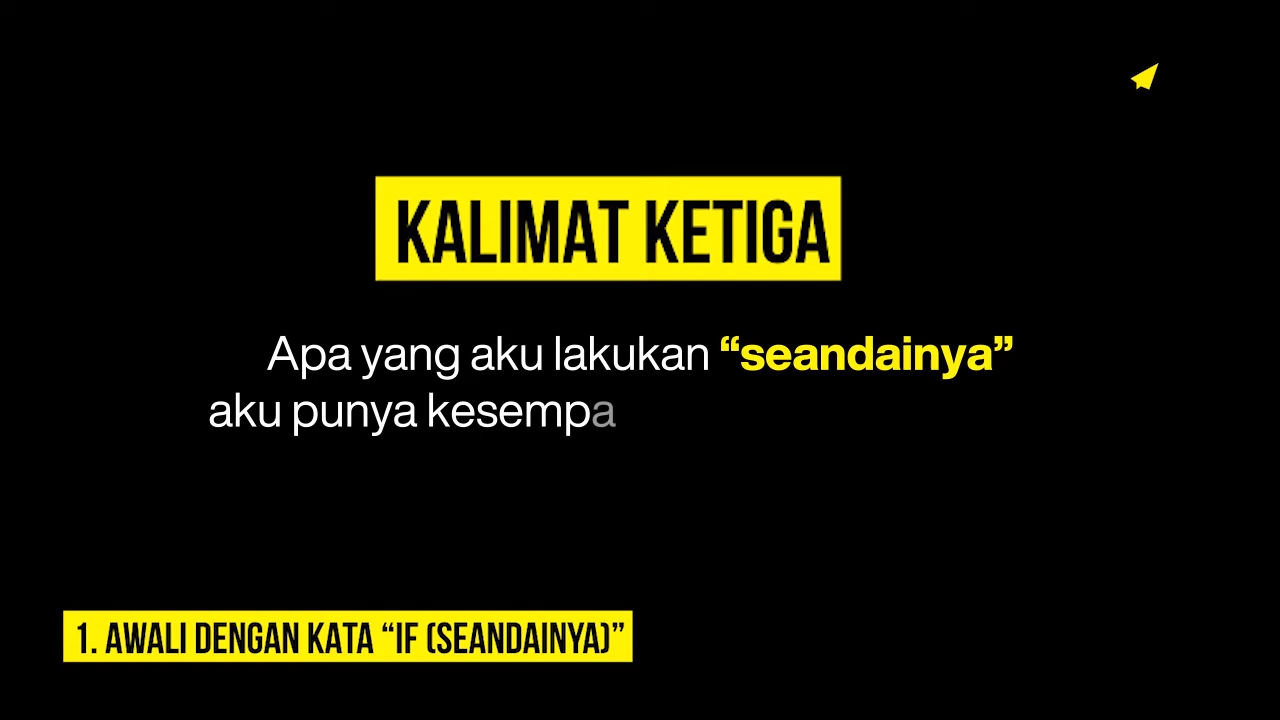 KALIMAT KETIGA
Apa yang aku lakukan “seandainya”
aku punya kesempa
1. AWALI DENGAN KATA “IF (SEANDAINYA)”